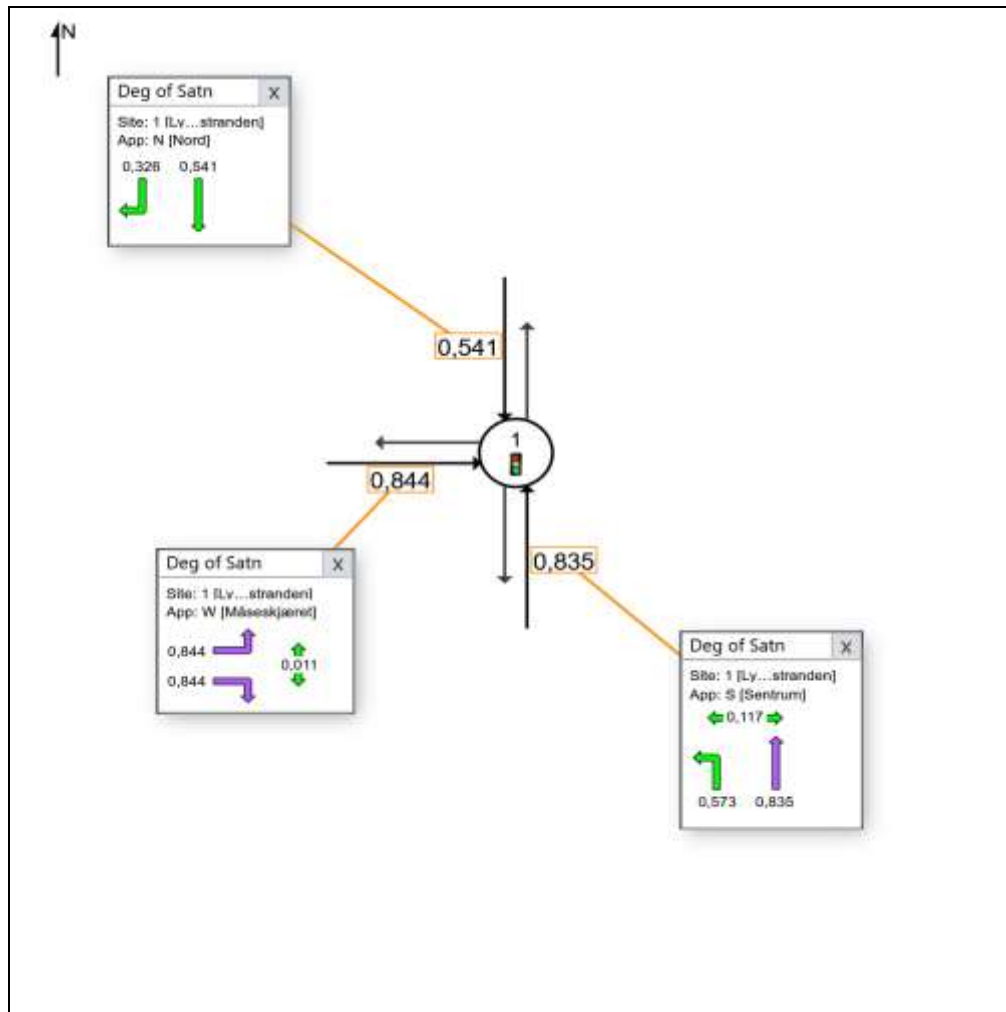 N
Deg of Satn X
Site: 1 [Lv...stranden]
App: N [Nord]
0,326 0,541
0,541
1
0,844
0,835
Deg of Satn X
Site: 1 [Lv...stranden]
App: W [Måseskjæret]
0,844
0,011
0,844
Deg of Satn X
Site: 1 [Ly...stranden]
App: S [Sentrum]
0,117
0,573 0,835